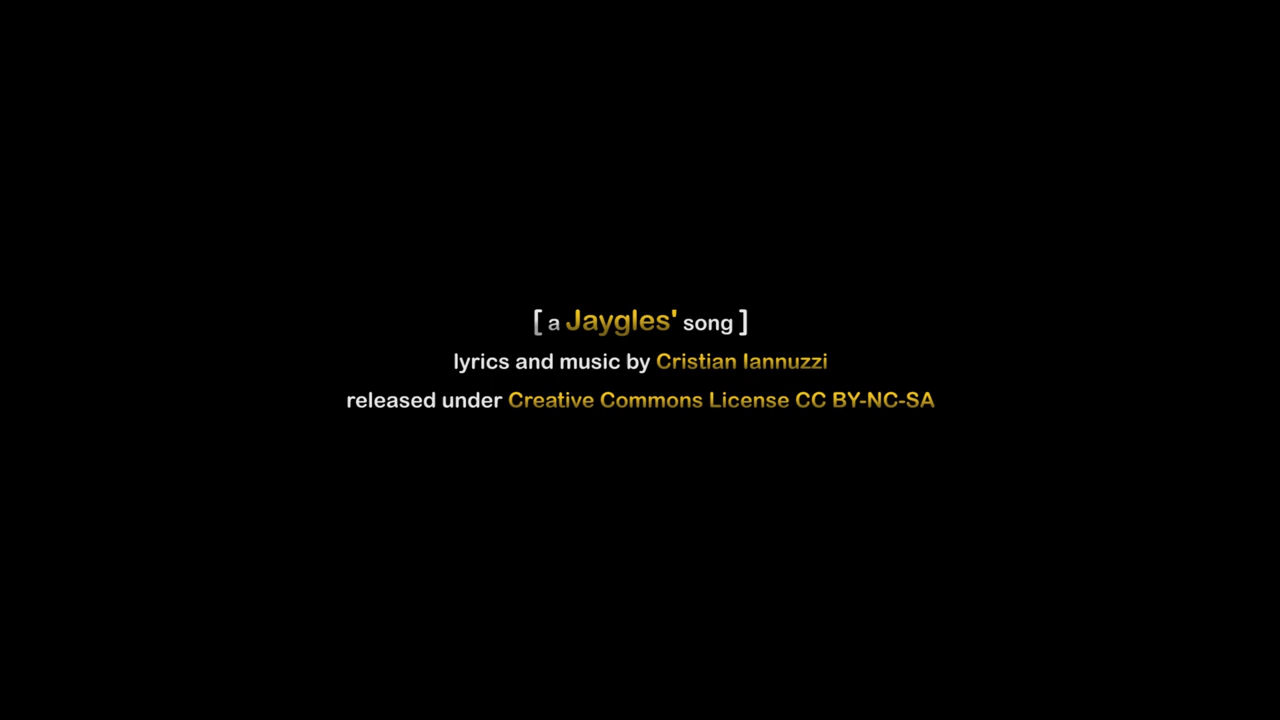 [ a Jaygles' song ]
lyrics and music by Cristian Iannuzzi
released under Creative Commons License CC BY-NC-SA